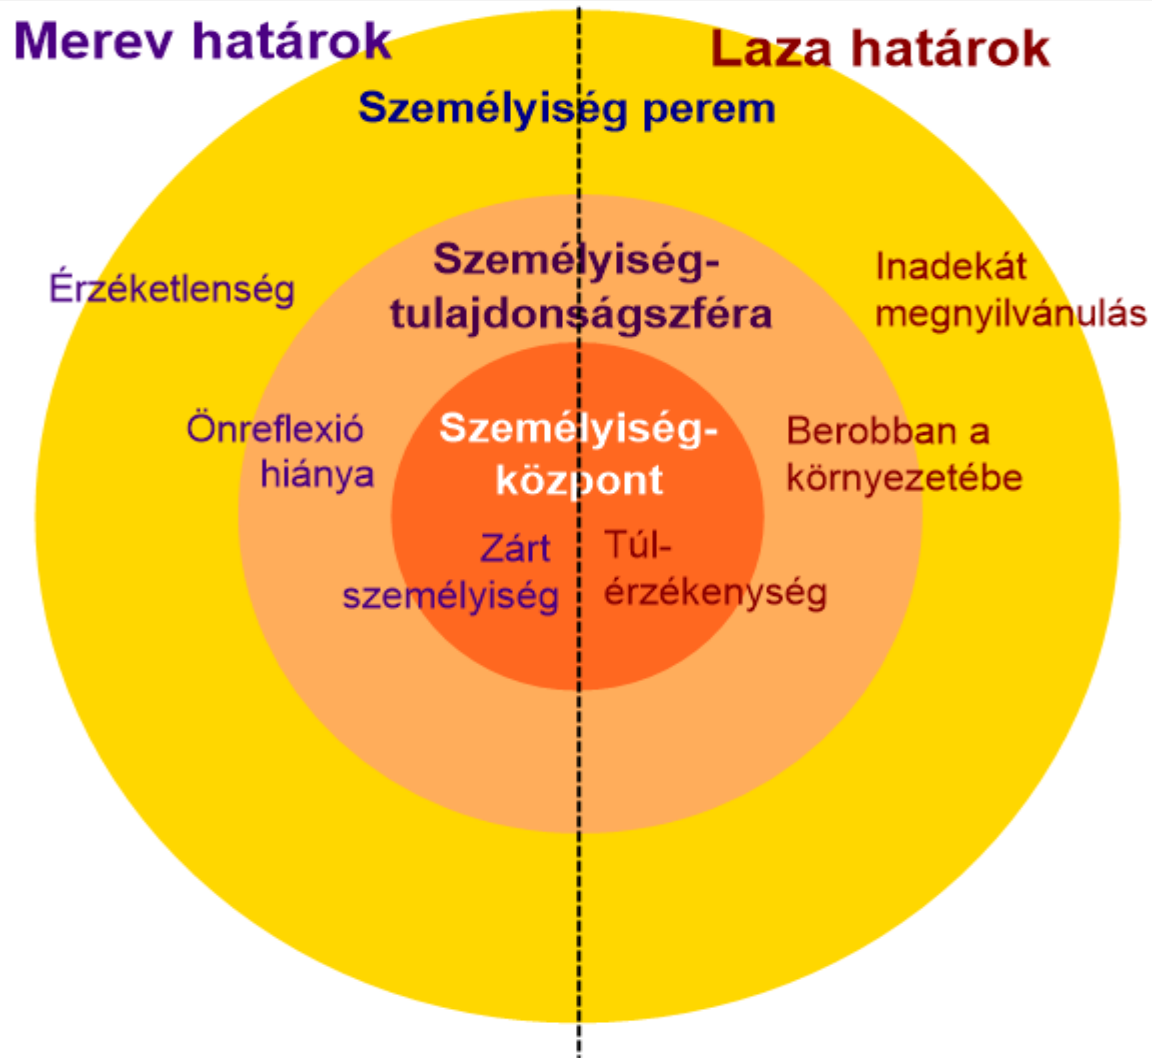 Merev határok
Laza határok
Személyiség perem
Személyiség-
tulajdonságszféra
Érzéketlenség
Inadekát
megnyilvánulás
Önreflexió
hiánya
Személyiség-
központ
Berobban a
környezetébe
Zárt
személyiség
Túl-
érzékenység